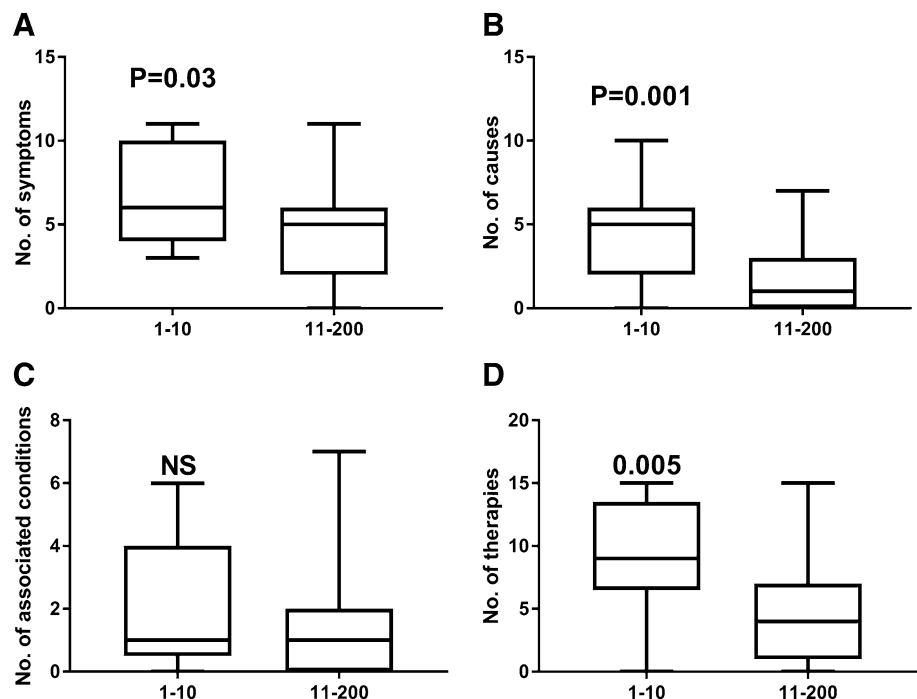 A
15
10
5
0
No. of symptoms
P=0.03
1-10
11-200
B
15
10
5
0
No. of causes
P=0.001
1-10
11-200
C
8
6
4
2
0
No. of associated conditions
NS
1-10
11-200
D
20
15
10
5
0
No. of therapies
0.005
1-10
11-200